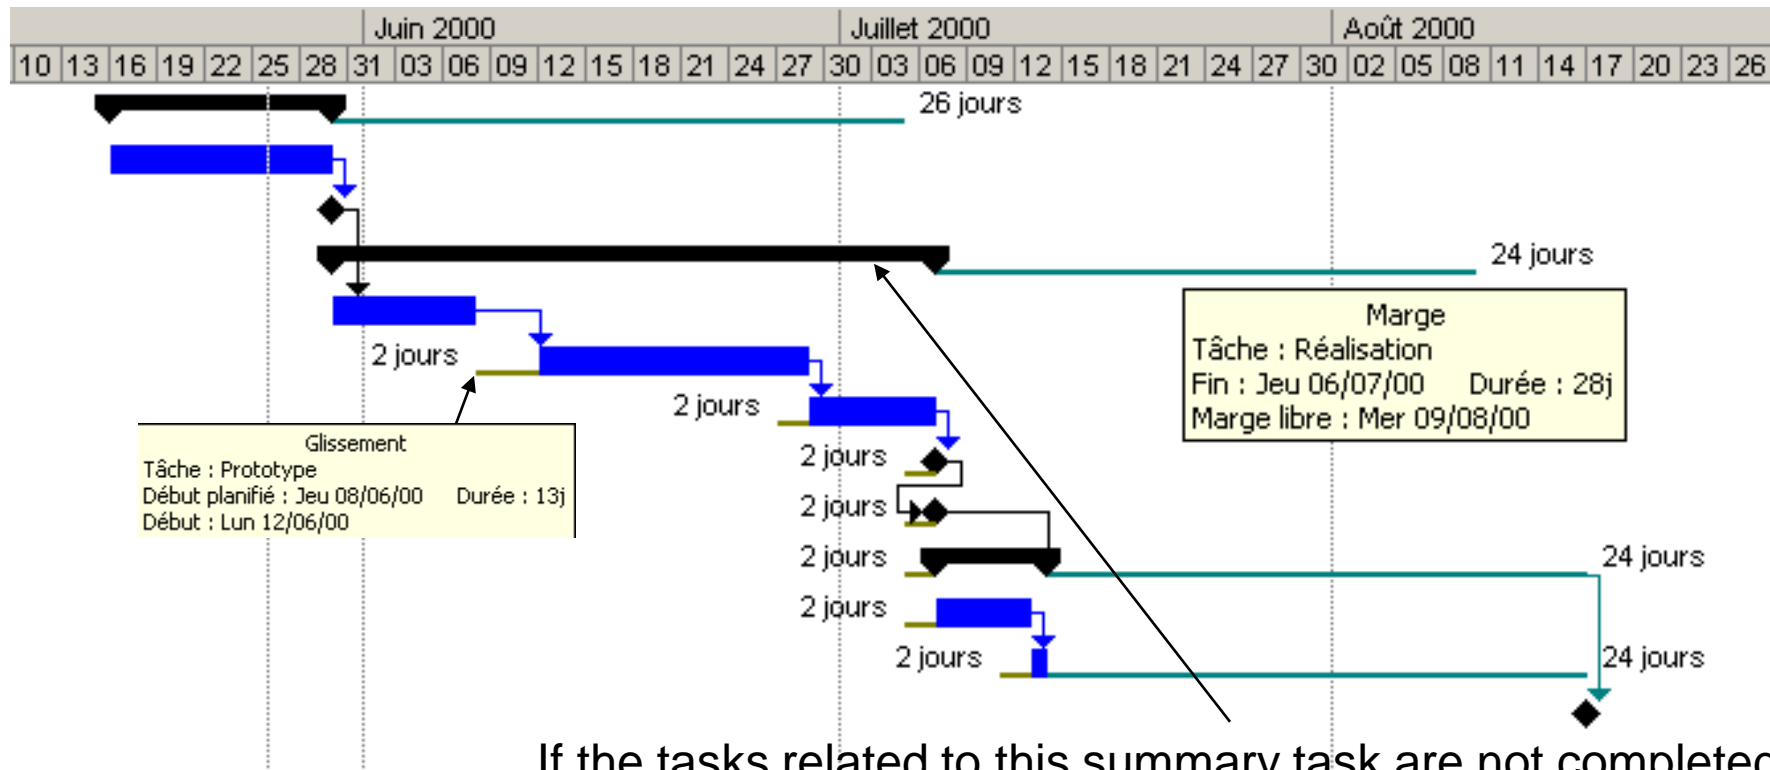 Juin 2000 Juillet 2000 Août 2000
10 13 16 19 22 25 28 31 03 06 09 12 15 18 21 24 27 30 03 06 09 12 15 18 21 24 27 30 02 05 08 11 14 17 20 23 26
26 jours
24 jours
Marge
Tâche : Réalisation
Fin : Jeu 06/07/00 Durée : 28j
Marge libre : Mer 09/08/00
2 jours
2 jours
Glissement
Tâche : Prototype
Début planifié : Jeu 08/06/00 Durée : 13j
Début : Lun 12/06/00
2 jours
2 jours
2 jours 24 jours
2 jours
2 jours 24 jours
If the tasks related to this summary task are not completed